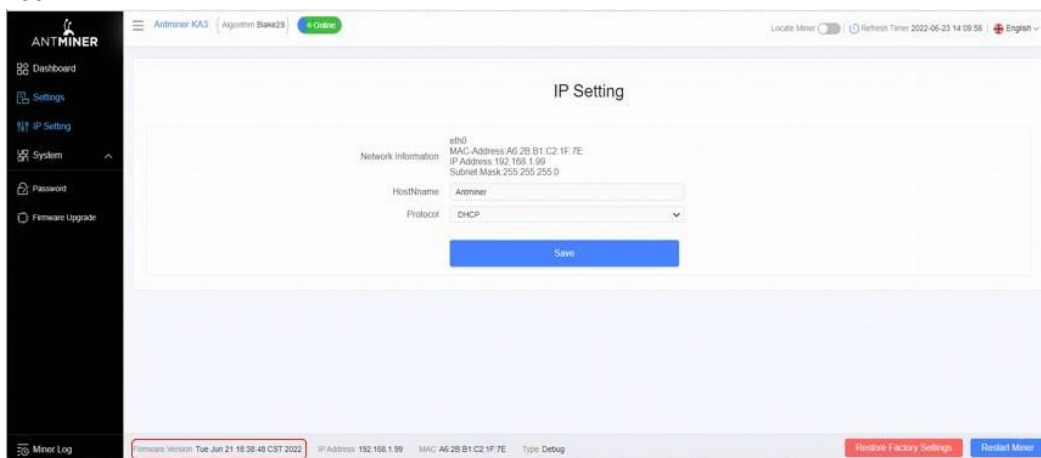 ANTMINER
Antminer KA3 Algorithm Blake2S Online
Locate Miner Refresh Timer 2022-06-23 14:09:56 English
Dashboard
Settings
IP Setting
System
Password
Firmware Upgrade
Miner Log
IP Setting
Network Information
eth0
MAC-Address:A6:2B:B1:C2:1F:7E
IP Address:192.168.1.99
Subnet Mask:255.255.255.0
HostNname Antminer
Protocol DHCP
Save
Firmware Version Tue Jun 21 18:38:48 CST 2022 IP Address 192.168.1.99 MAC A6:2B:B1:C2:1F:7E Type Debug
Restore Factory Settings Restart Miner